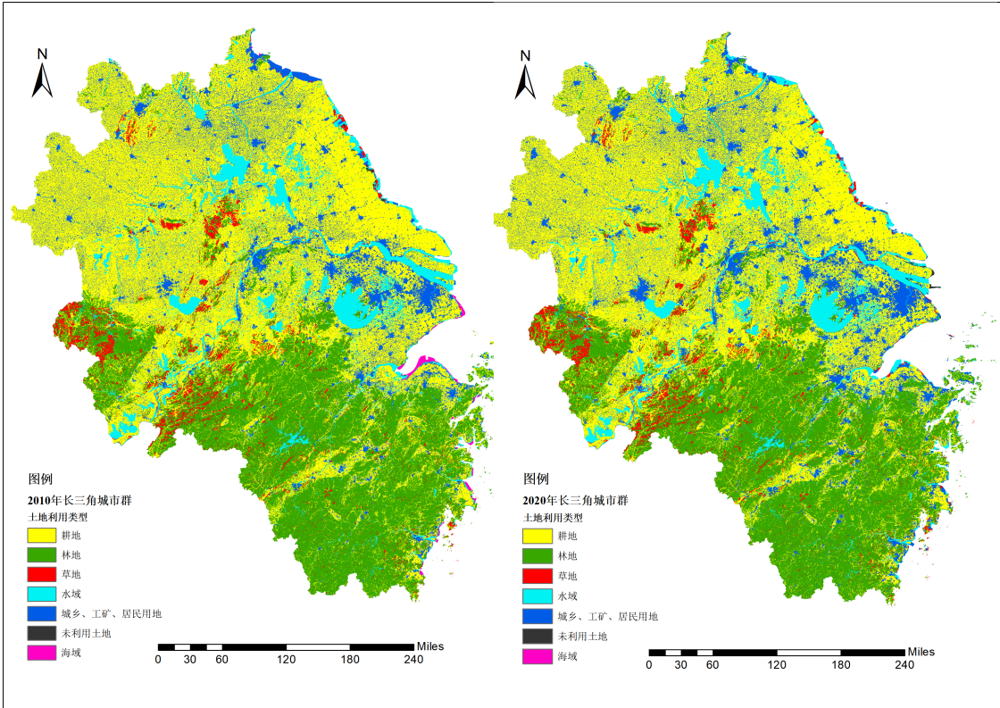 N
图例
2010年长三角城市群
土地利用类型
耕地
林地
草地
水域
城乡、工矿、居民用地
未利用土地
海域
Miles
0 30 60 120 180 240
N
图例
2020年长三角城市群
土地利用类型
耕地
林地
草地
水域
城乡、工矿、居民用地
未利用土地
海域
Miles
0 30 60 120 180 240